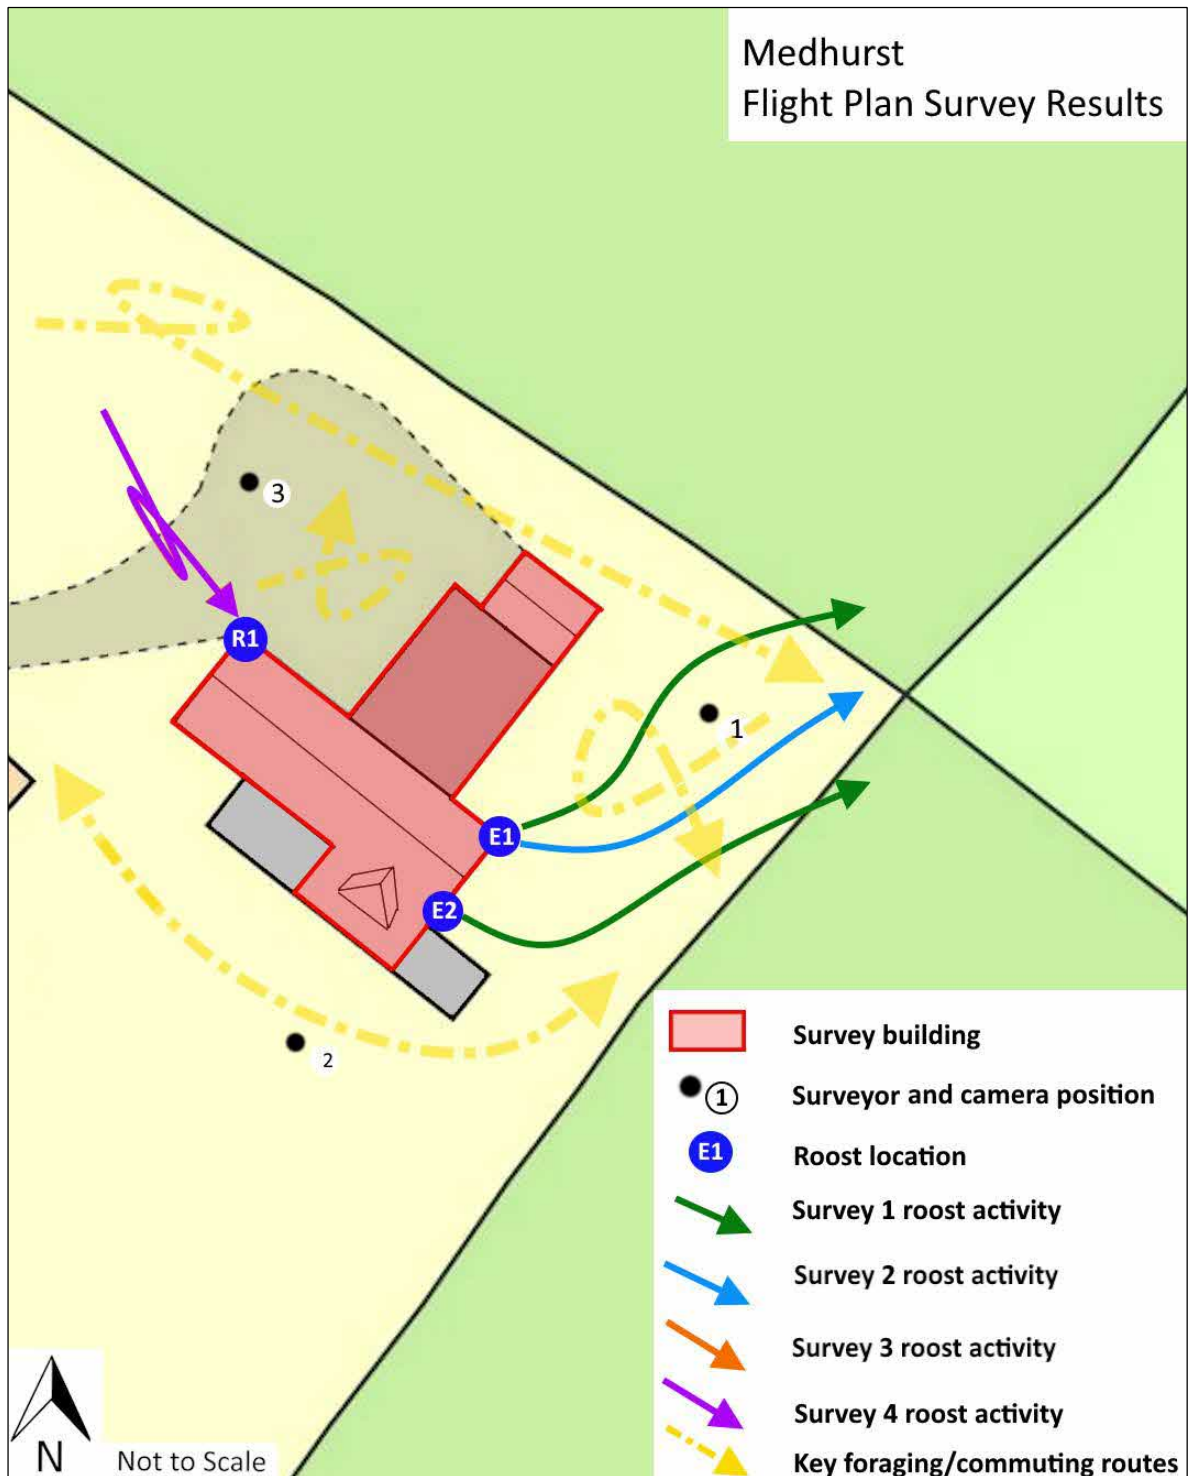 Medhurst
Flight Plan Survey Results
3
R1
1
E1
E2
2
Survey building
1
Surveyor and camera position
E1
Roost location
Survey 1 roost activity
Survey 2 roost activity
Survey 3 roost activity
Survey 4 roost activity
Key foraging/commuting routes
N
Not to Scale